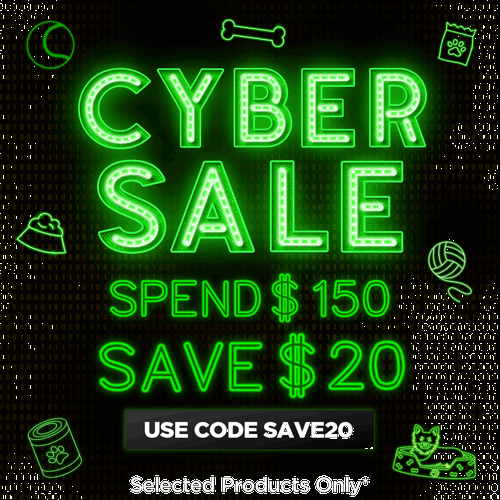 CYBER
SALE
SPEND $ 150
SAVE $ 20
USE CODE SAVE20
Selected Products Only*